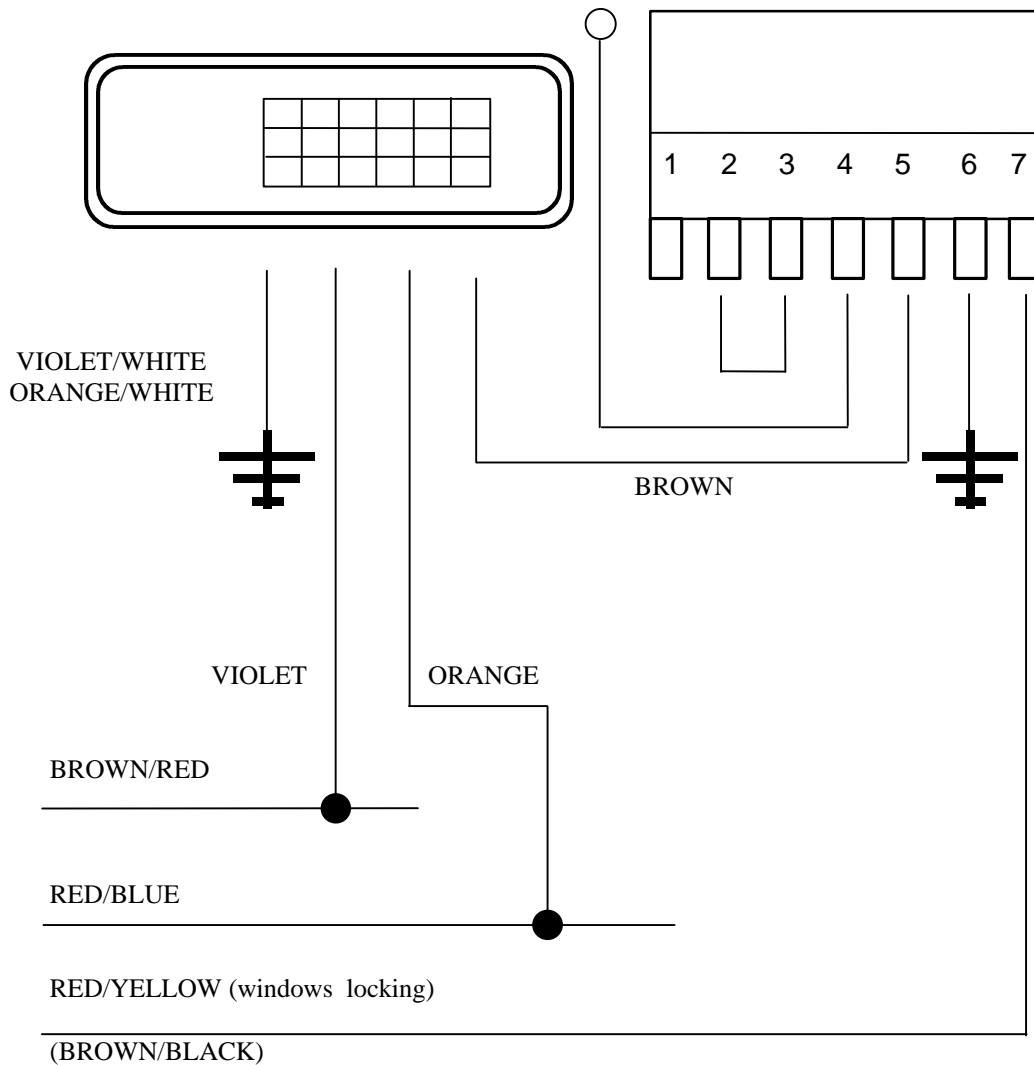 1 2 3 4 5 6 7
VIOLET/WHITE
ORANGE/WHITE
BROWN
VIOLET
ORANGE
BROWN/RED
RED/BLUE
RED/YELLOW (windows locking)
(BROWN/BLACK)